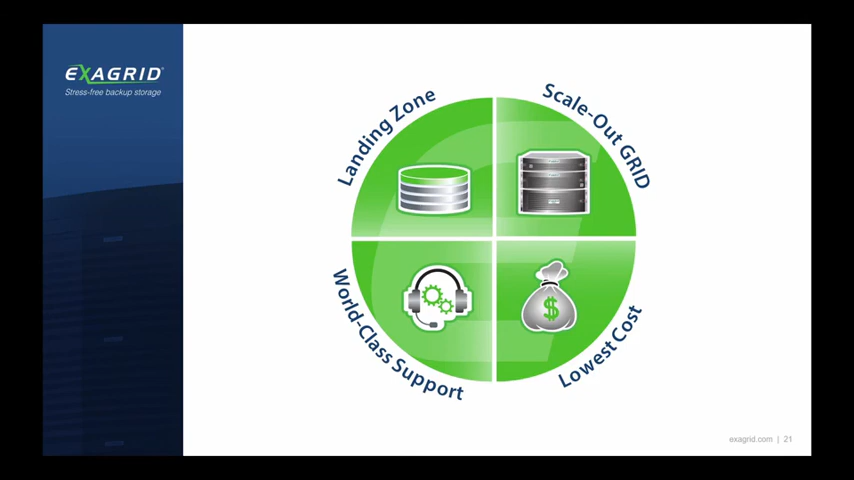 EXAGRID
Stress-free backup storage
Landing Zone
Scale-Out GRID
$
World-Class Support
Lowest Cost
exagrid.com | 21